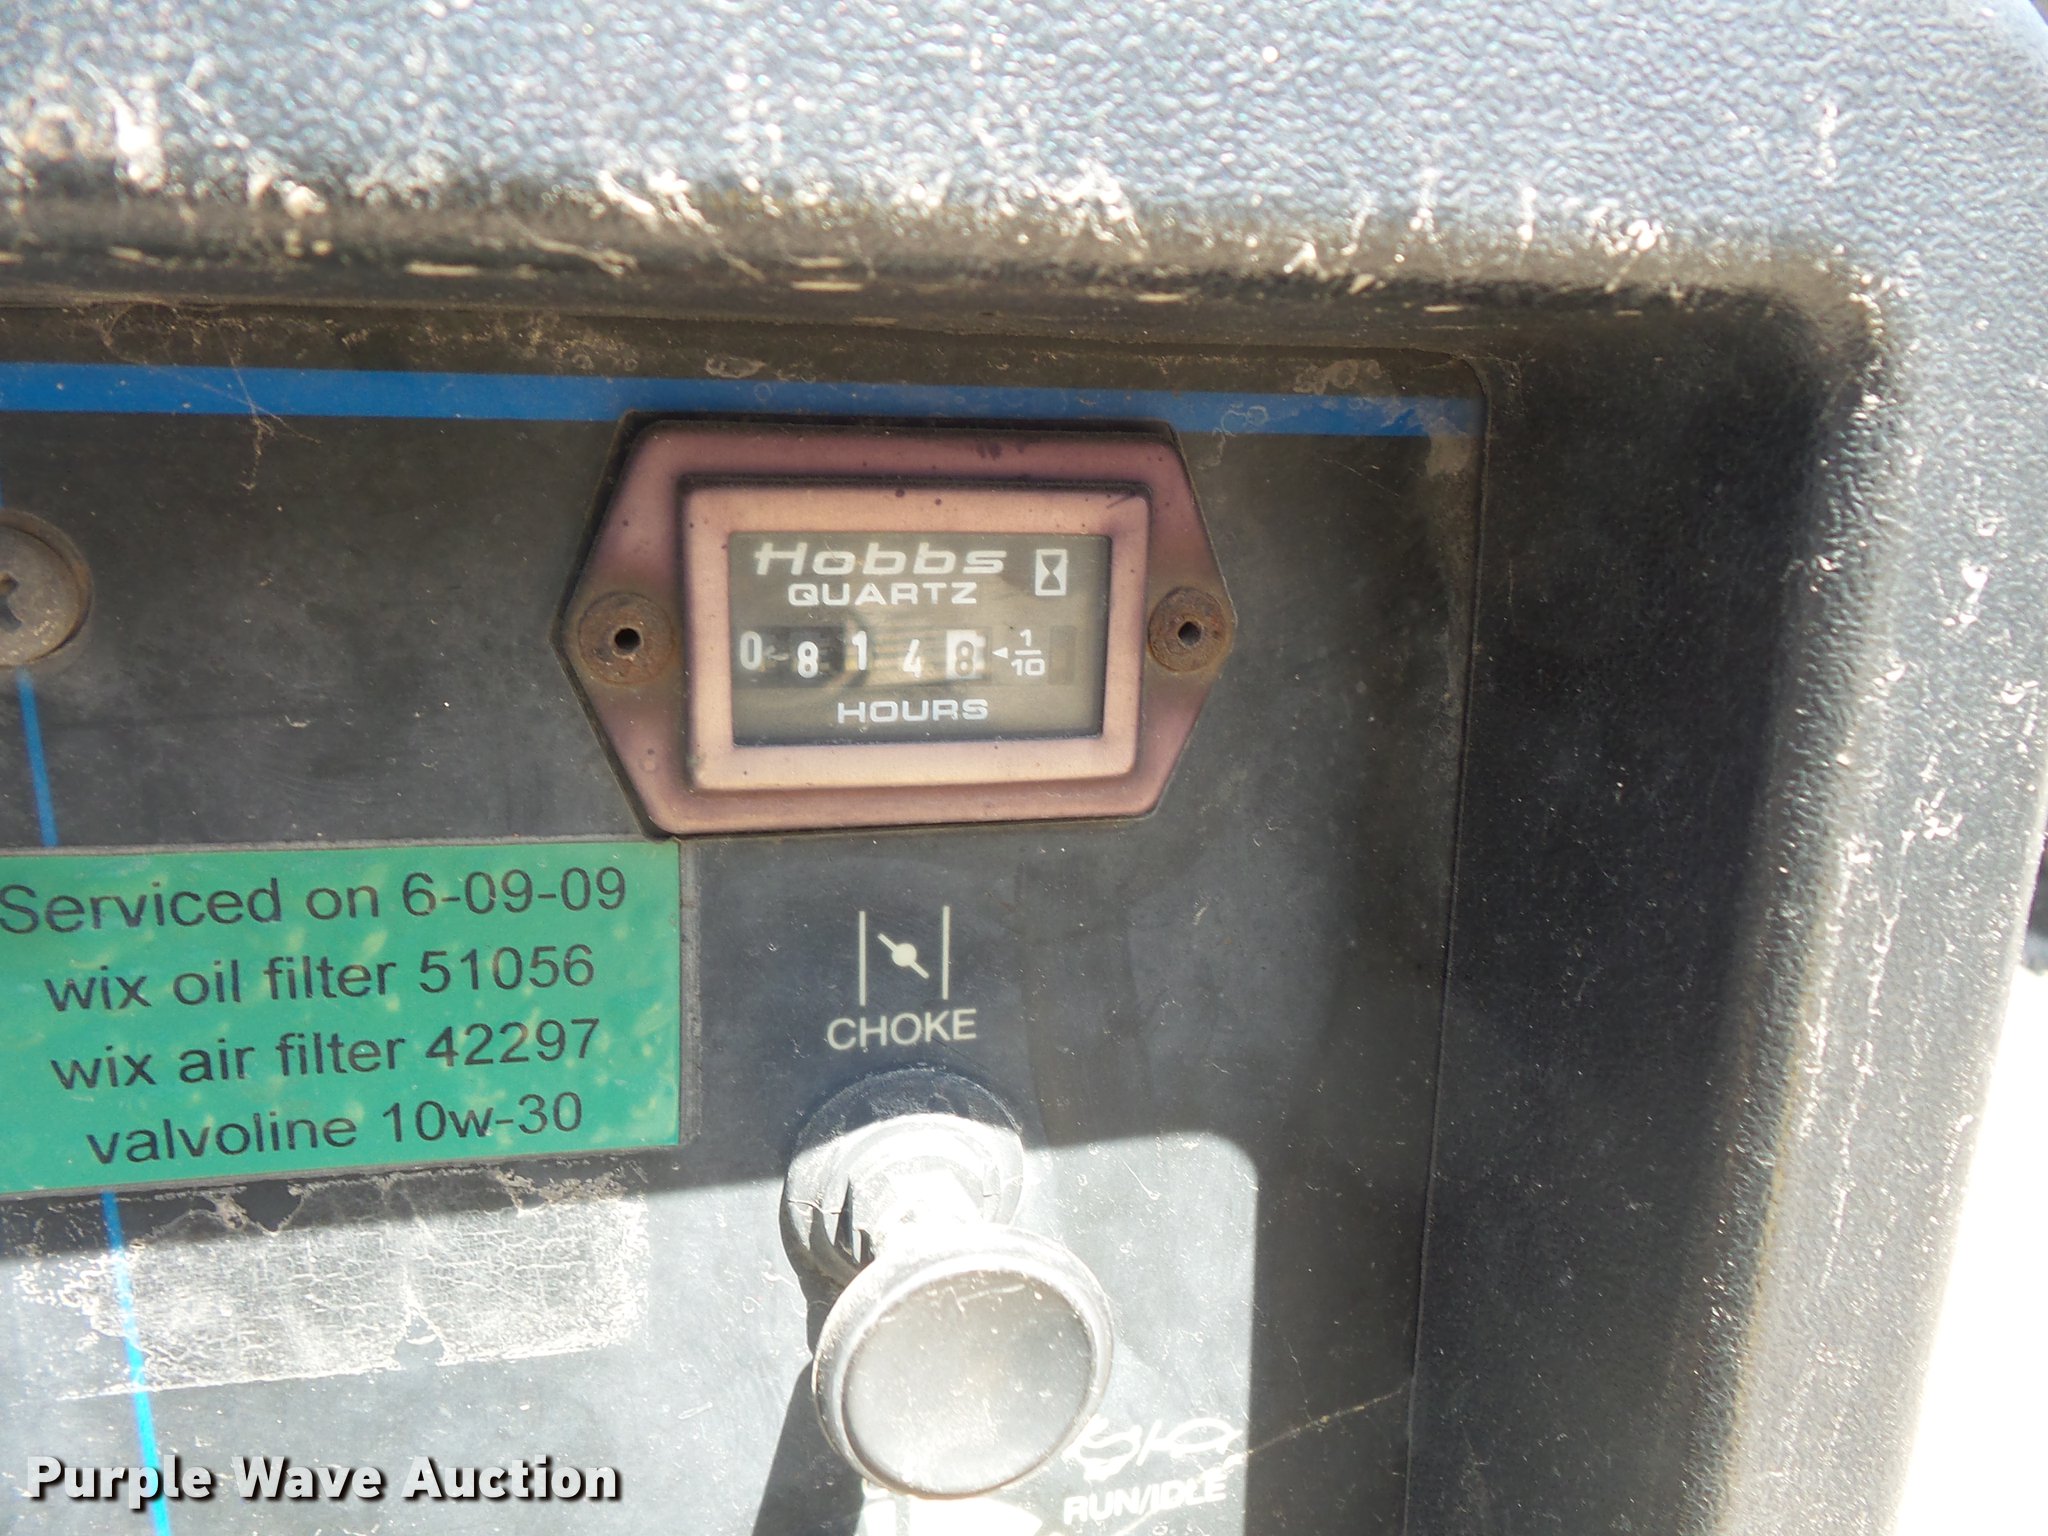 Hobbs
QUARTZ
0 8 1 4 8 1/10
HOURS
Serviced on 6-09-09
wix oil filter 51056
wix air filter 42297
valvoline 10w-30
CHOKE
RUN/IDLE
Purple Wave Auction